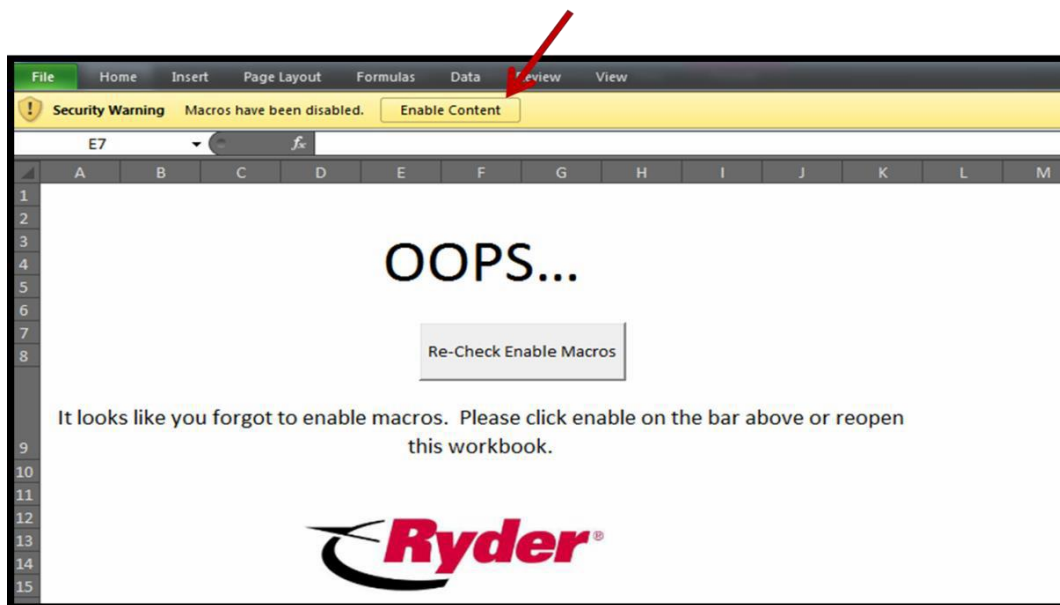 File Home Insert Page Layout Formulas Data Review View
! Security Warning Macros have been disabled. Enable Content
E7 fx
A B C D E F G H I J K L M
1
2
3
4
5
6
7
8
9
10
11
12
13
14
15
OOPS...
Re-Check Enable Macros
It looks like you forgot to enable macros. Please click enable on the bar above or reopen
this workbook.
Ryder®